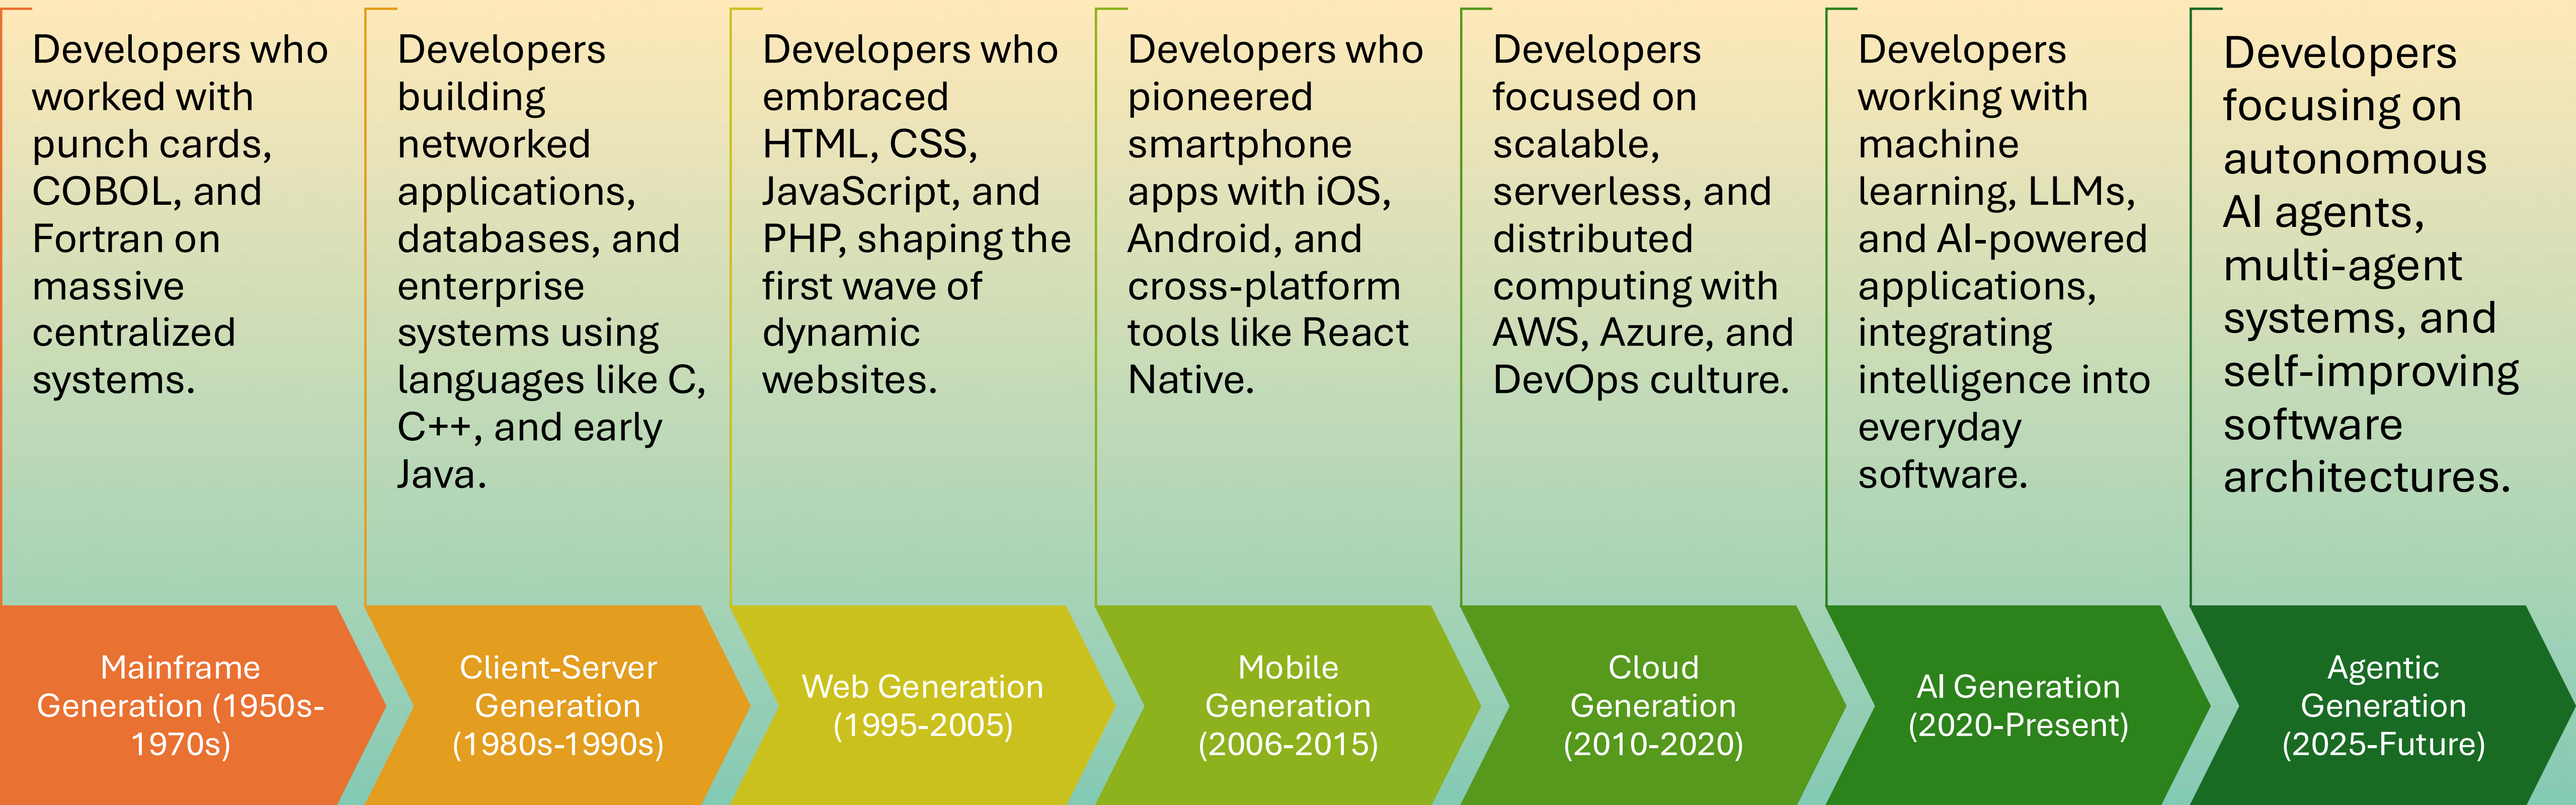 Developers who
worked with
punch cards,
COBOL, and
Fortran on
massive
centralized
systems.
Mainframe
Generation (1950s-
1970s)
Developers
building
networked
applications,
databases, and
enterprise
systems using
languages like C,
C++, and early
Java.
Client-Server
Generation
(1980s-1990s)
Developers who
embraced
HTML, CSS,
JavaScript, and
PHP, shaping the
first wave of
dynamic
websites.
Web Generation
(1995-2005)
Developers who
pioneered
smartphone
apps with iOS,
Android, and
cross-platform
tools like React
Native.
Mobile
Generation
(2006-2015)
Developers
focused on
scalable,
serverless, and
distributed
computing with
AWS, Azure, and
DevOps culture.
Cloud
Generation
(2010-2020)
Developers
working with
machine
learning, LLMs,
and AI-powered
applications,
integrating
intelligence into
everyday
software.
AI Generation
(2020-Present)
Developers
focusing on
autonomous
AI agents,
multi-agent
systems, and
self-improving
software
architectures.
Agentic
Generation
(2025-Future)